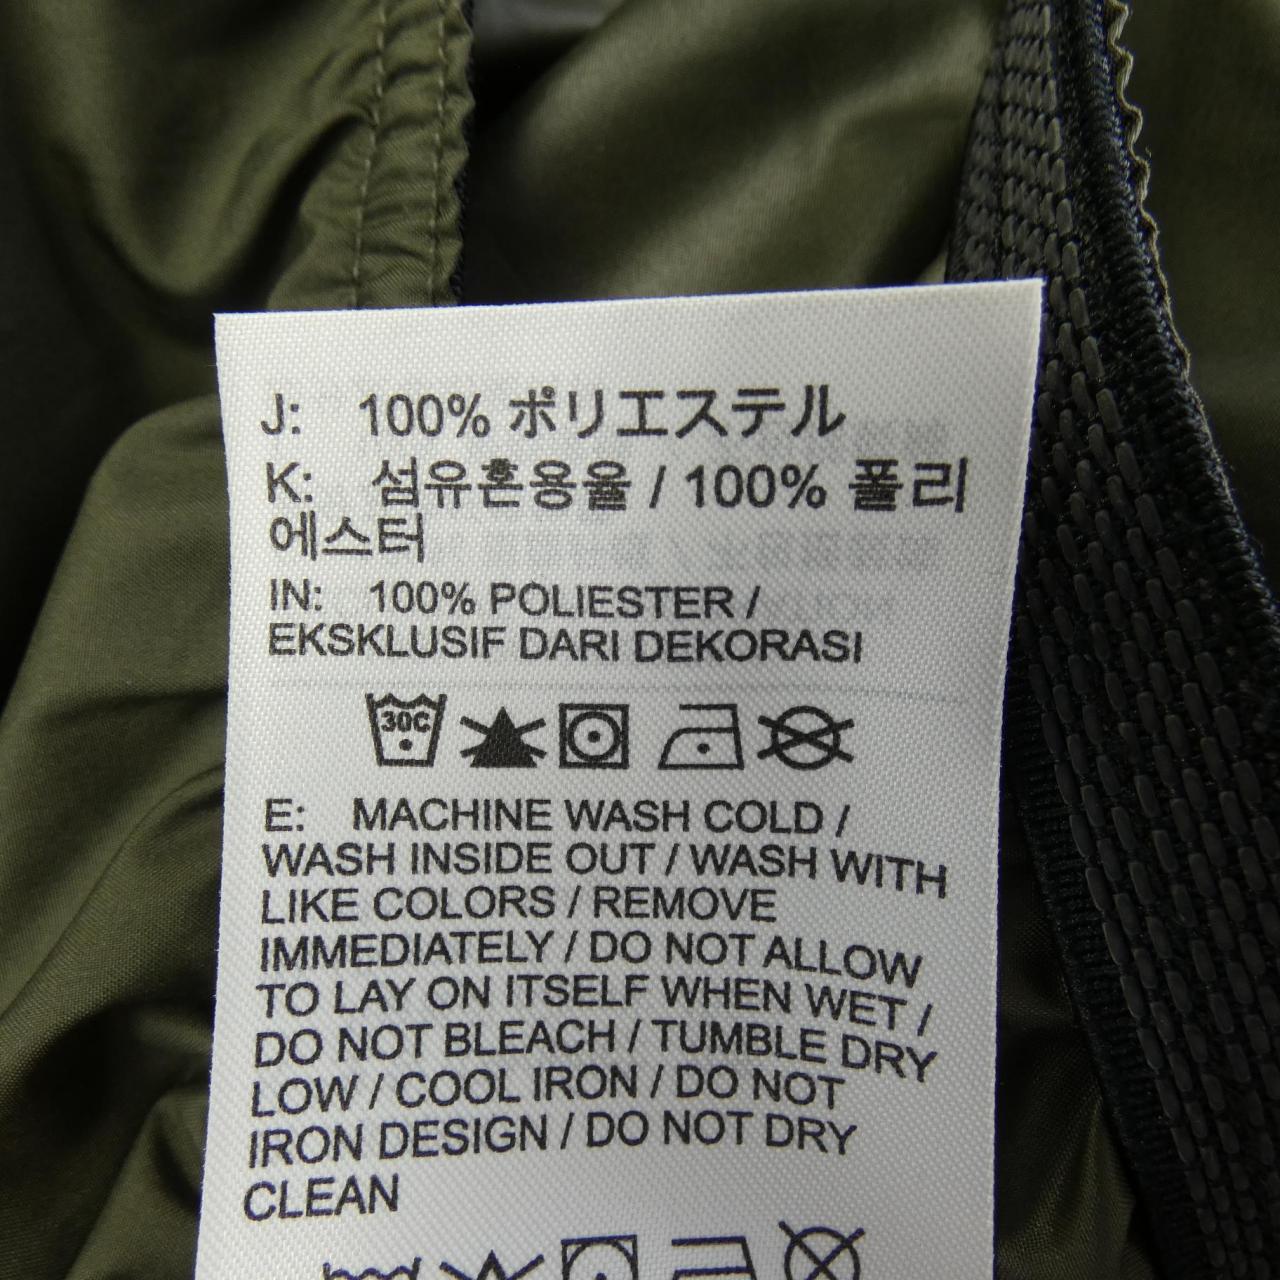 J: 100% ポリエステル
K: 섬유혼용율 / 100% 폴리
에스터
IN: 100% POLIESTER /
EKSKLUSIF DARI DEKORASI
30C
E: MACHINE WASH COLD /
WASH INSIDE OUT / WASH WITH
LIKE COLORS / REMOVE
IMMEDIATELY / DO NOT ALLOW
TO LAY ON ITSELF WHEN WET /
DO NOT BLEACH / TUMBLE DRY
LOW / COOL IRON / DO NOT
IRON DESIGN / DO NOT DRY
CLEAN